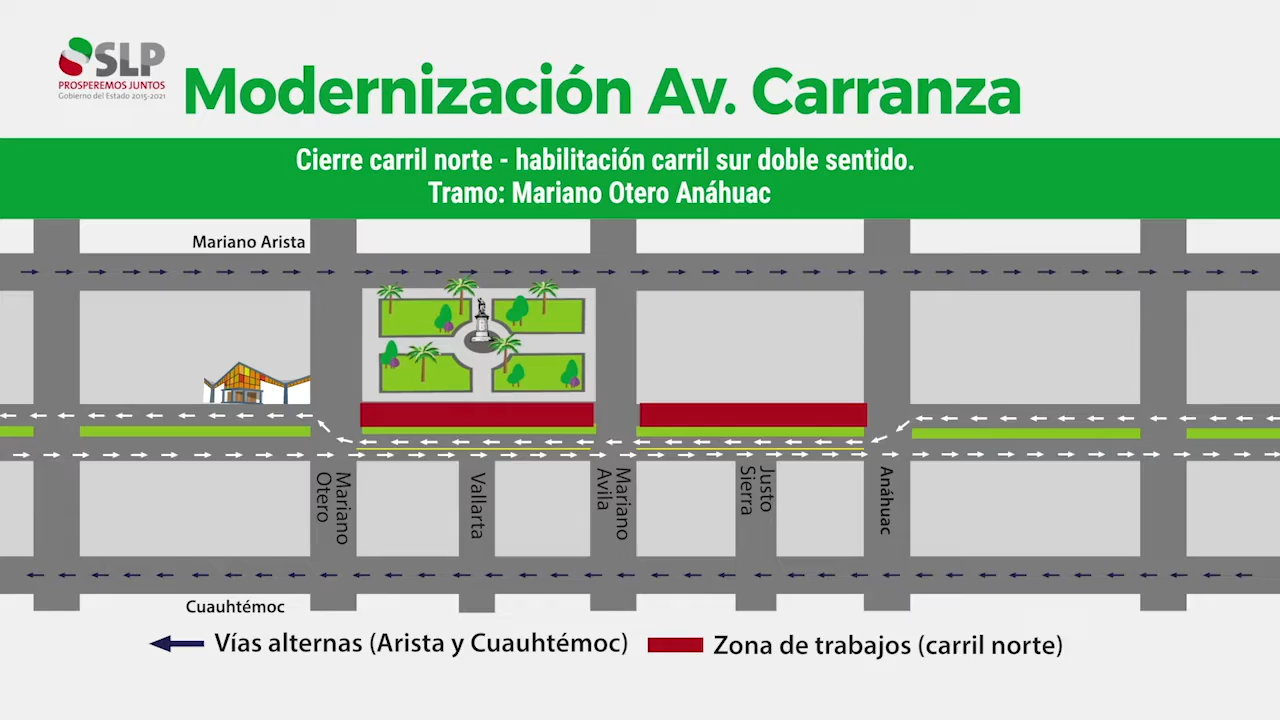 SLP
PROSPEREMOS JUNTOS
Gobierno del Estado 2015-2021
Modernización Av. Carranza
Cierre carril norte - habilitación carril sur doble sentido.
Tramo: Mariano Otero Anáhuac
Mariano Arista
Mariano
Otero
Vallarta
Mariano
Avila
Justo
Sierra
Anáhuac
Cuauhtémoc
Vías alternas (Arista y Cuauhtémoc)
Zona de trabajos (carril norte)